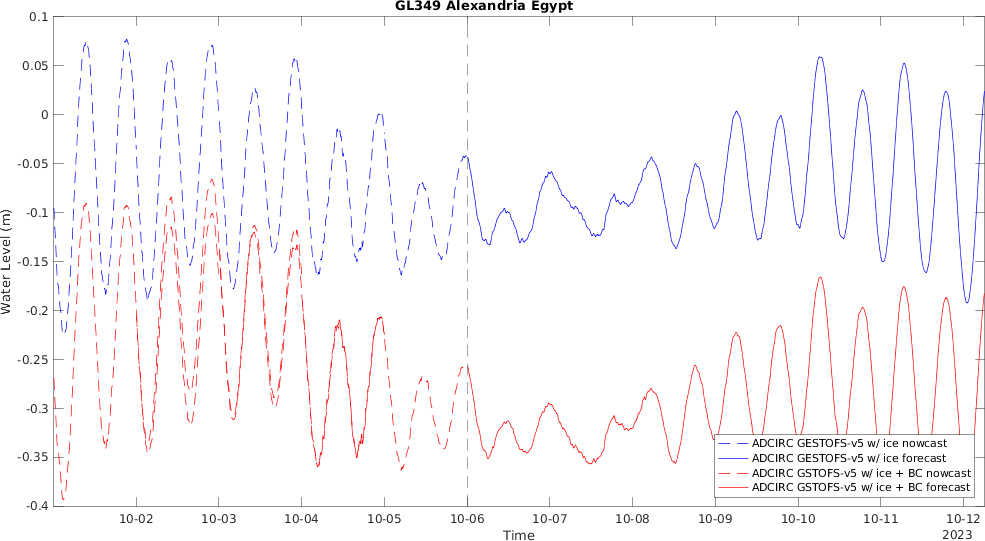 GL349 Alexandria Egypt
Water Level (m)
0.1
0.05
0
-0.05
-0.1
-0.15
-0.2
-0.25
-0.3
-0.35
-0.4
ADCIRC GESTOFS-v5 w/ ice nowcast
ADCIRC GESTOFS-v5 w/ ice forecast
ADCIRC GSTOFS-v5 w/ ice + BC nowcast
ADCIRC GSTOFS-v5 w/ ice + BC forecast
10-02 10-03 10-04 10-05 10-06 10-07 10-08 10-09 10-10 10-11 10-12
Time
2023